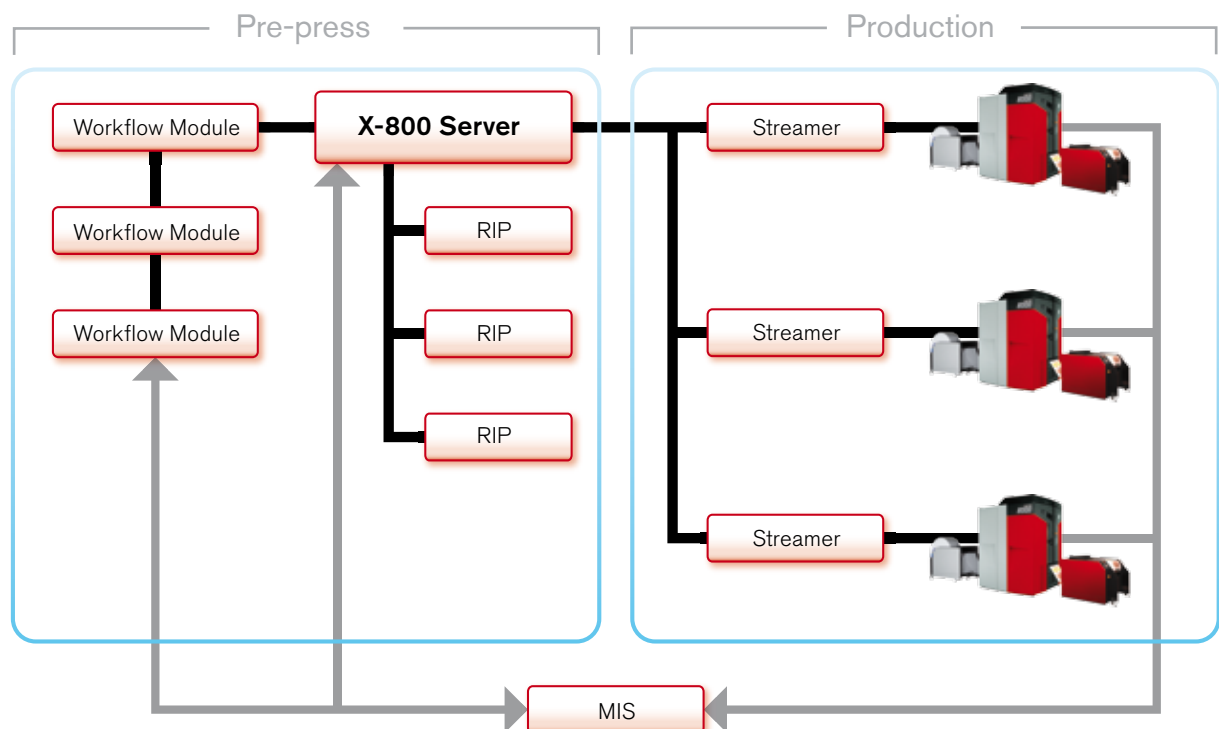 Pre-press
Production
Workflow Module
X-800 Server
Streamer
Workflow Module
RIP
Workflow Module
RIP
Streamer
RIP
Streamer
MIS